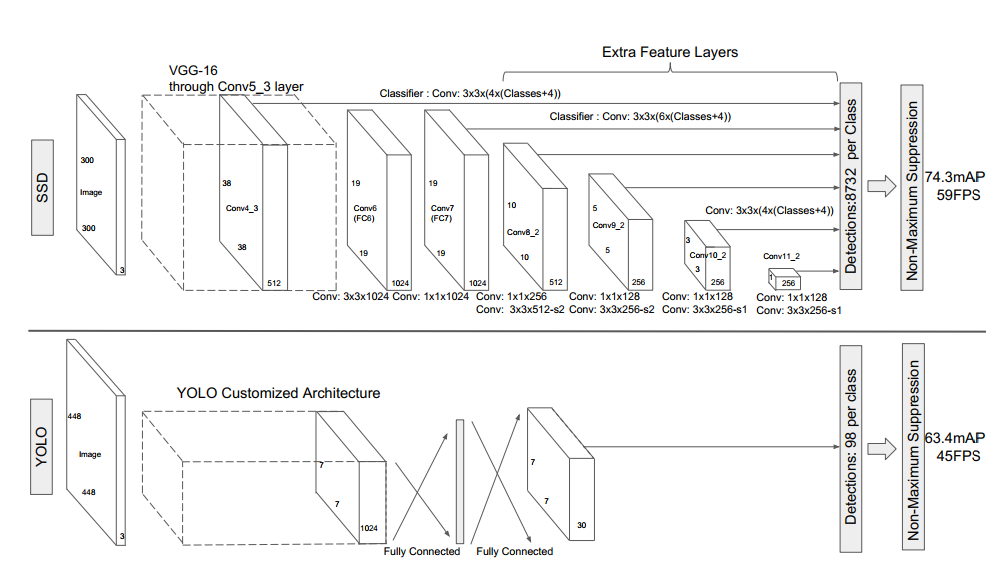 Extra Feature Layers
VGG-16
through Conv5_3 layer
Classifier : Conv: 3x3x(4x(Classes+4))
Classifier : Conv: 3x3x(6x(Classes+4))
SSD
300
Image
300
3
38
Conv4_3
38
512
19
Conv6
(FC6)
19
1024
19
Conv7
(FC7)
19
1024
10
Conv8_2
10
512
5
Conv9_2
5
256
Conv: 3x3x(4x(Classes+4))
3
Conv10_2
3
256
Conv11_2
1
256
Detections:8732 per Class
Non-Maximum Suppression
74.3mAP
59FPS
Conv: 3x3x1024
Conv: 1x1x1024
Conv: 1x1x256
Conv: 3x3x512-s2
Conv: 1x1x128
Conv: 3x3x256-s2
Conv: 1x1x128
Conv: 3x3x256-s1
Conv: 1x1x128
Conv: 3x3x256-s1
YOLO
448
Image
448
3
YOLO Customized Architecture
7
7
1024
Fully Connected
Fully Connected
7
7
30
Detections: 98 per class
Non-Maximum Suppression
63.4mAP
45FPS